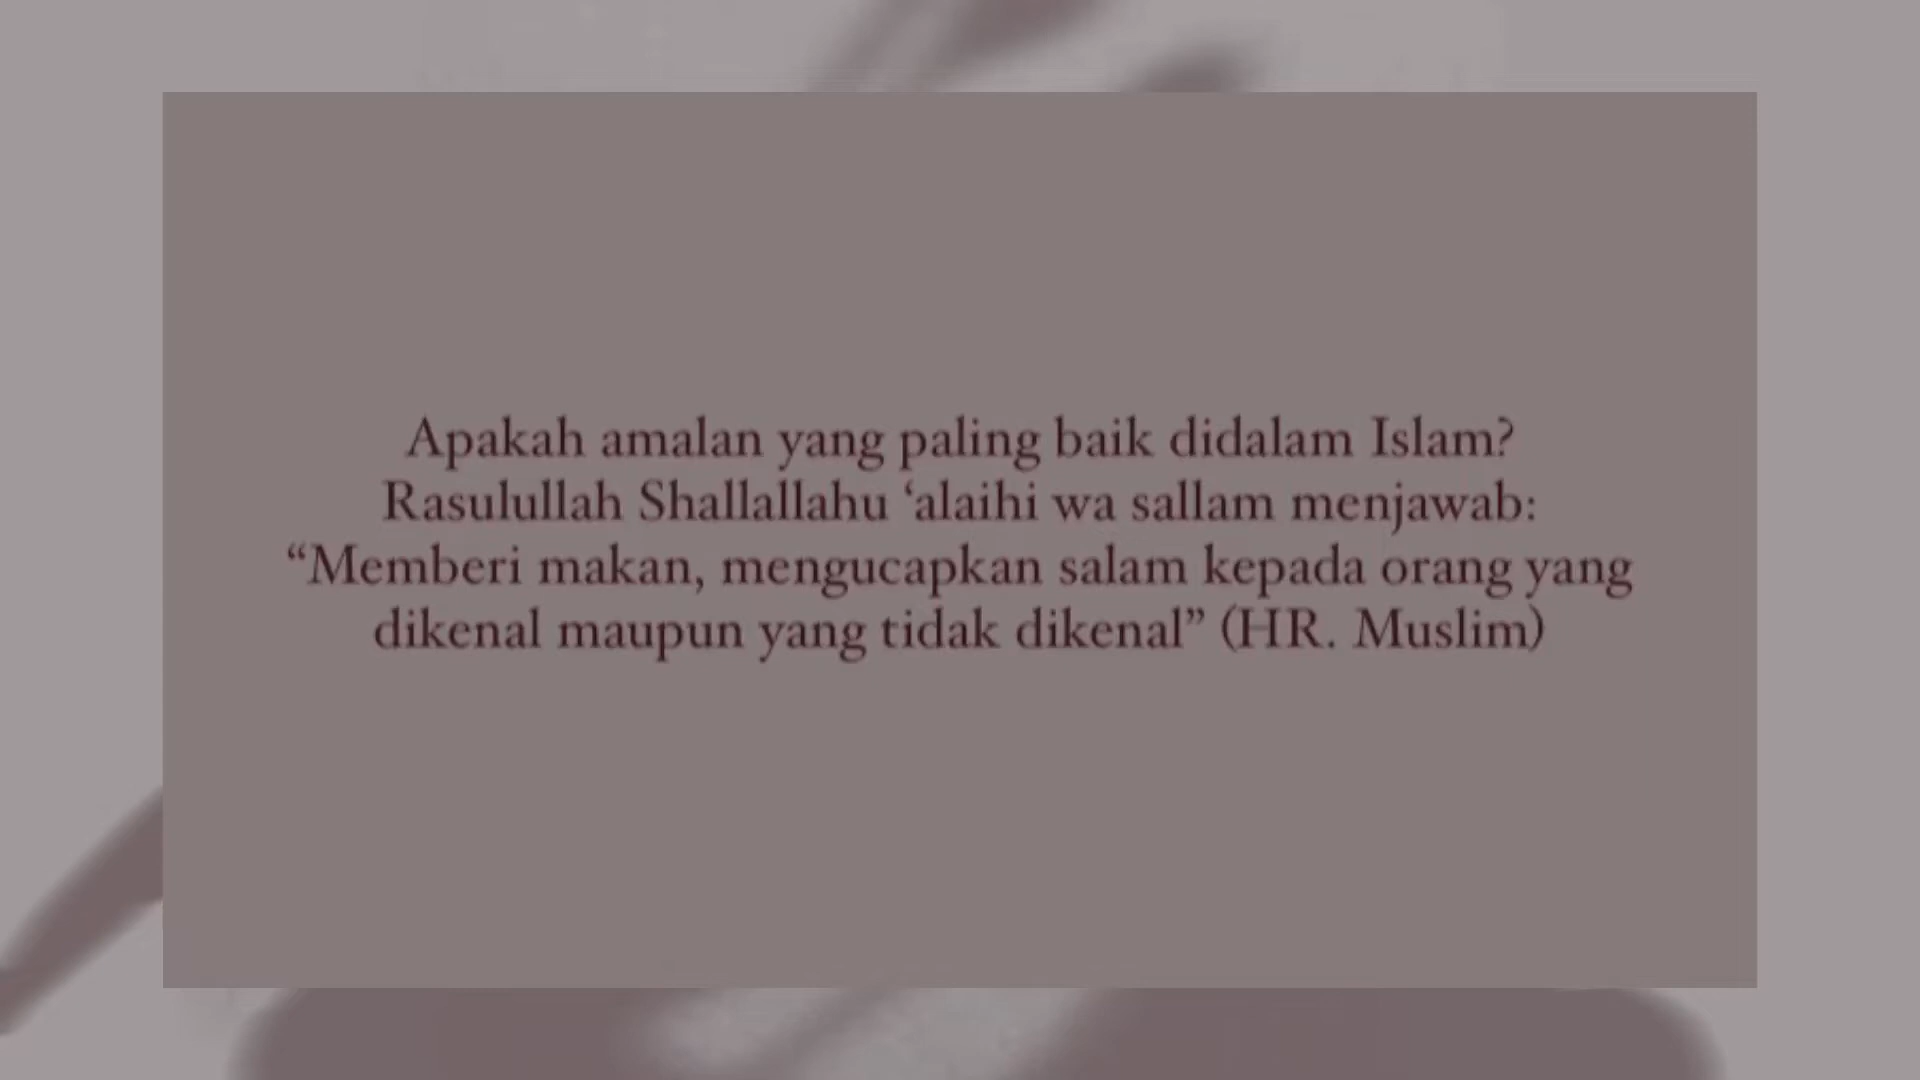 Apakah amalan yang paling baik didalam Islam?
Rasulullah Shallallahu ‘alaihi wa sallam menjawab:
“Memberi makan, mengucapkan salam kepada orang yang
dikenal maupun yang tidak dikenal” (HR. Muslim)